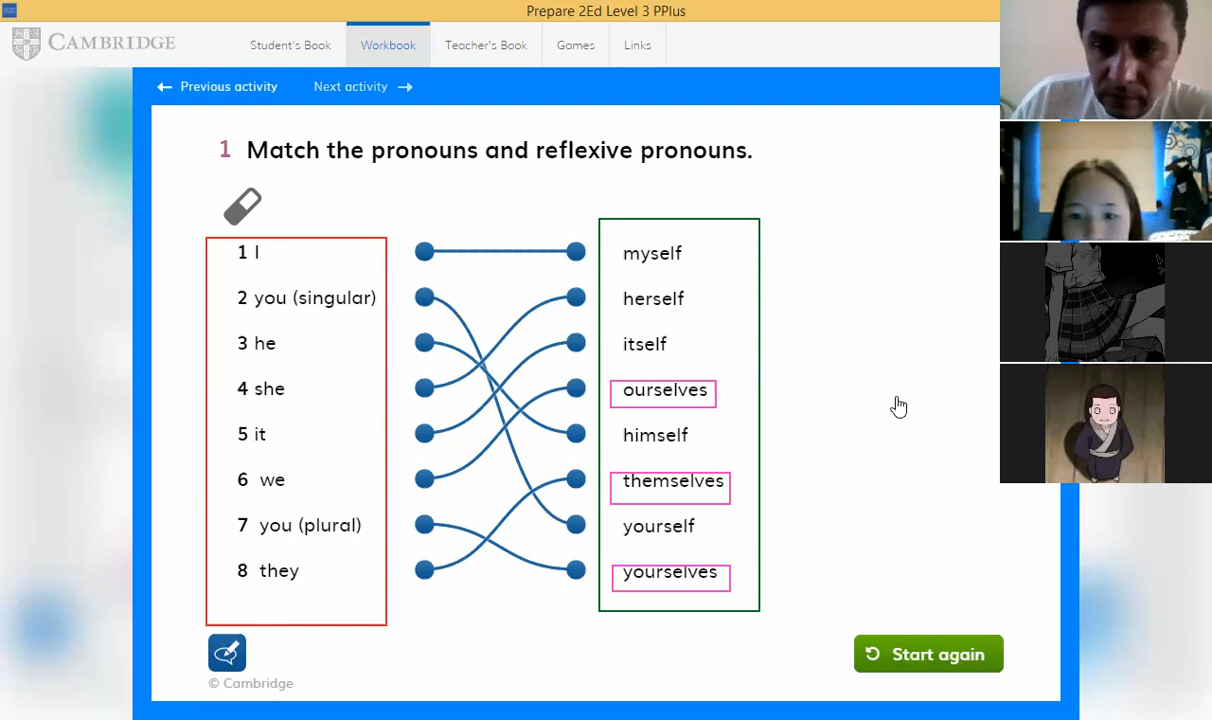 Prepare 2Ed Level 3 PPlus
CAMBRIDGE
Student's Book
Workbook
Teacher's Book
Games
Links
← Previous activity
Next activity →
1 Match the pronouns and reflexive pronouns.
1 I
myself
2 you (singular)
herself
3 he
itself
4 she
ourselves
5 it
himself
6 we
themselves
7 you (plural)
yourself
8 they
yourselves
Start again
© Cambridge